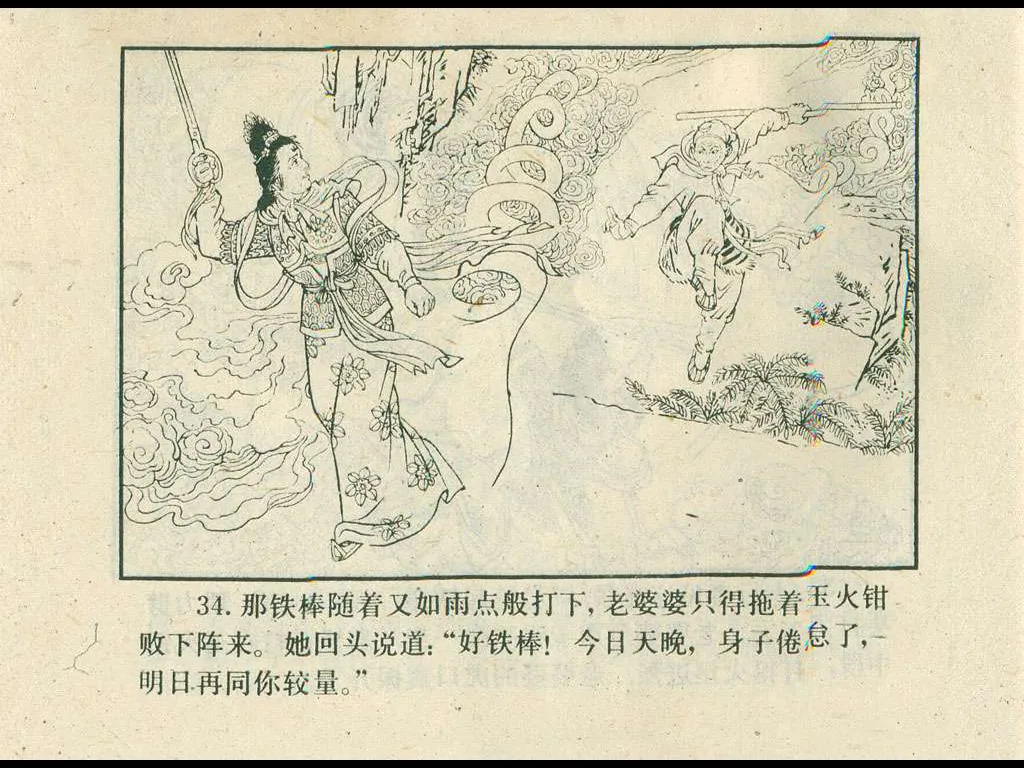 34. 那铁棒随着又如雨点般打下，老婆婆只得拖着玉火钳
败下阵来。她回头说道：“好铁棒！今日天晚，身子倦怠了，
明日再同你较量。”